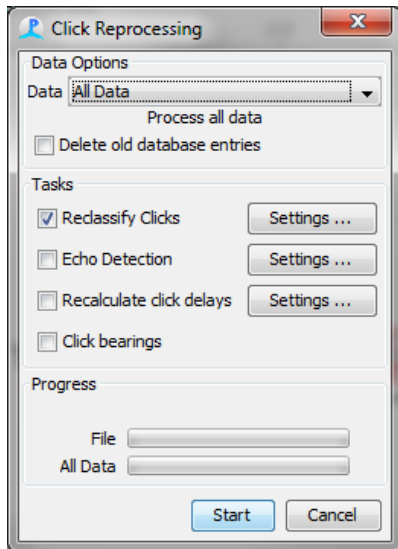 Click Reprocessing
Data Options
Data All Data
Process all data
Delete old database entries
Tasks
Reclassify Clicks Settings ...
Echo Detection Settings ...
Recalculate click delays Settings ...
Click bearings
Progress
File
All Data
Start Cancel